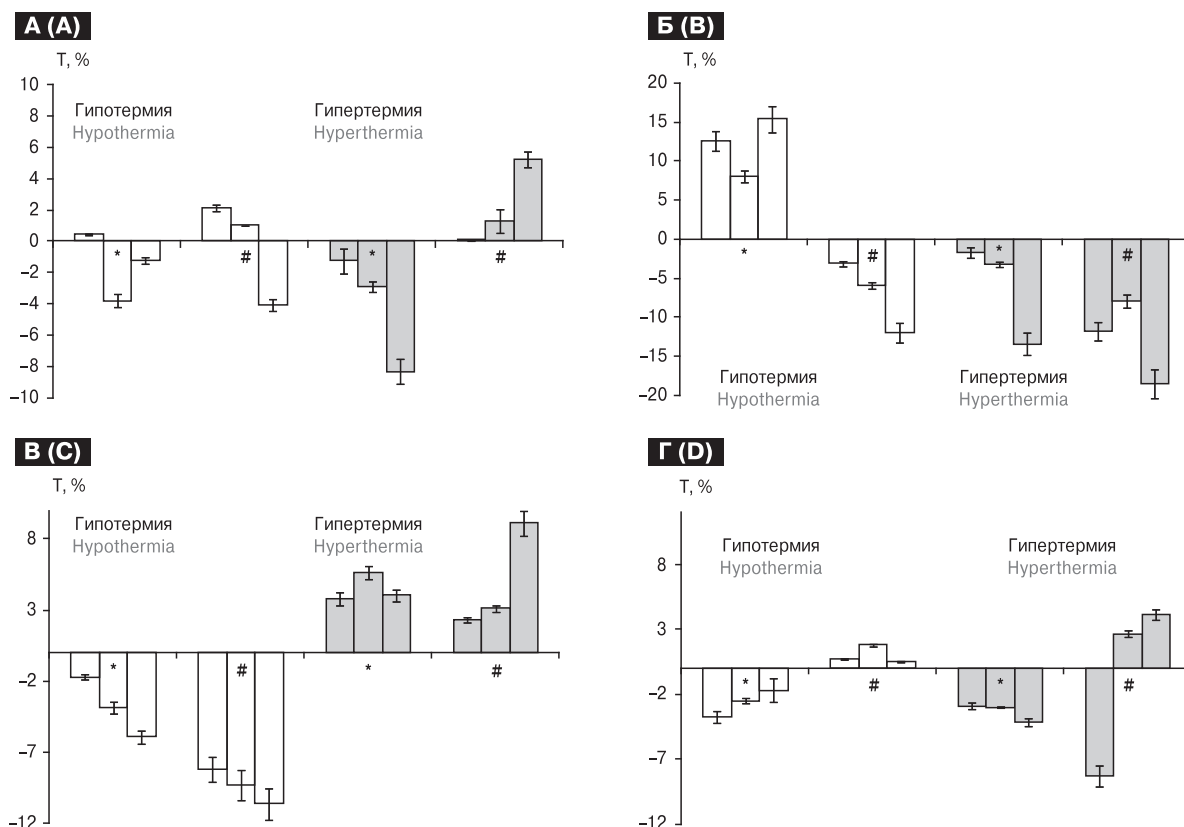 А (A)
T, %
10
8
6
4
2
0
−2
−4
−6
−8
−10
Гипотермия
Hypothermia
Гипертермия
Hyperthermia
*
#
*
#
Б (B)
T, %
20
15
10
5
0
−5
−10
−15
−20
*
#
*
#
Гипотермия
Hypothermia
Гипертермия
Hyperthermia
В (C)
T, %
8
3
−2
−7
−12
Гипотермия
Hypothermia
Гипертермия
Hyperthermia
*
#
*
#
Г (D)
T, %
8
3
−2
−7
−12
Гипотермия
Hypothermia
Гипертермия
Hyperthermia
*
#
*
#